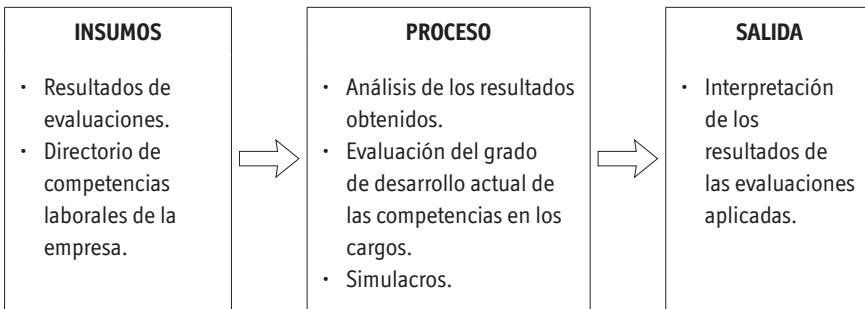 INSUMOS
• Resultados de
evaluaciones.
• Directorio de
competencias
laborales de la
empresa.
PROCESO
• Análisis de los resultados
obtenidos.
• Evaluación del grado
de desarrollo actual de
las competencias en los
cargos.
• Simulacros.
SALIDA
• Interpretación
de los
resultados de
las evaluaciones
aplicadas.